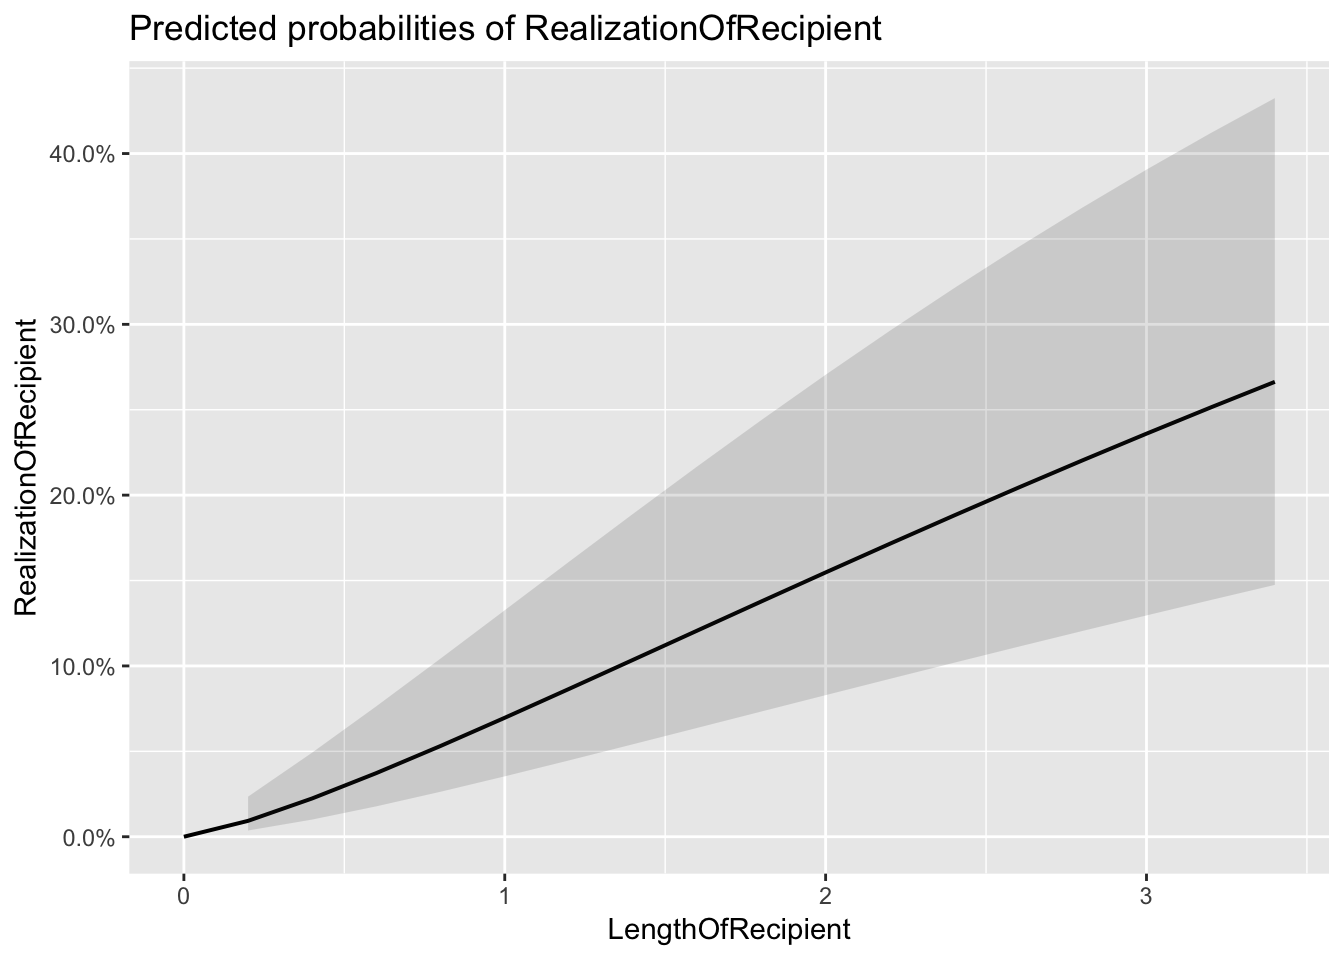 Predicted probabilities of RealizationOfRecipient
RealizationOfRecipient
40.0%
30.0%
20.0%
10.0%
0.0%
0 1 2 3
LengthOfRecipient